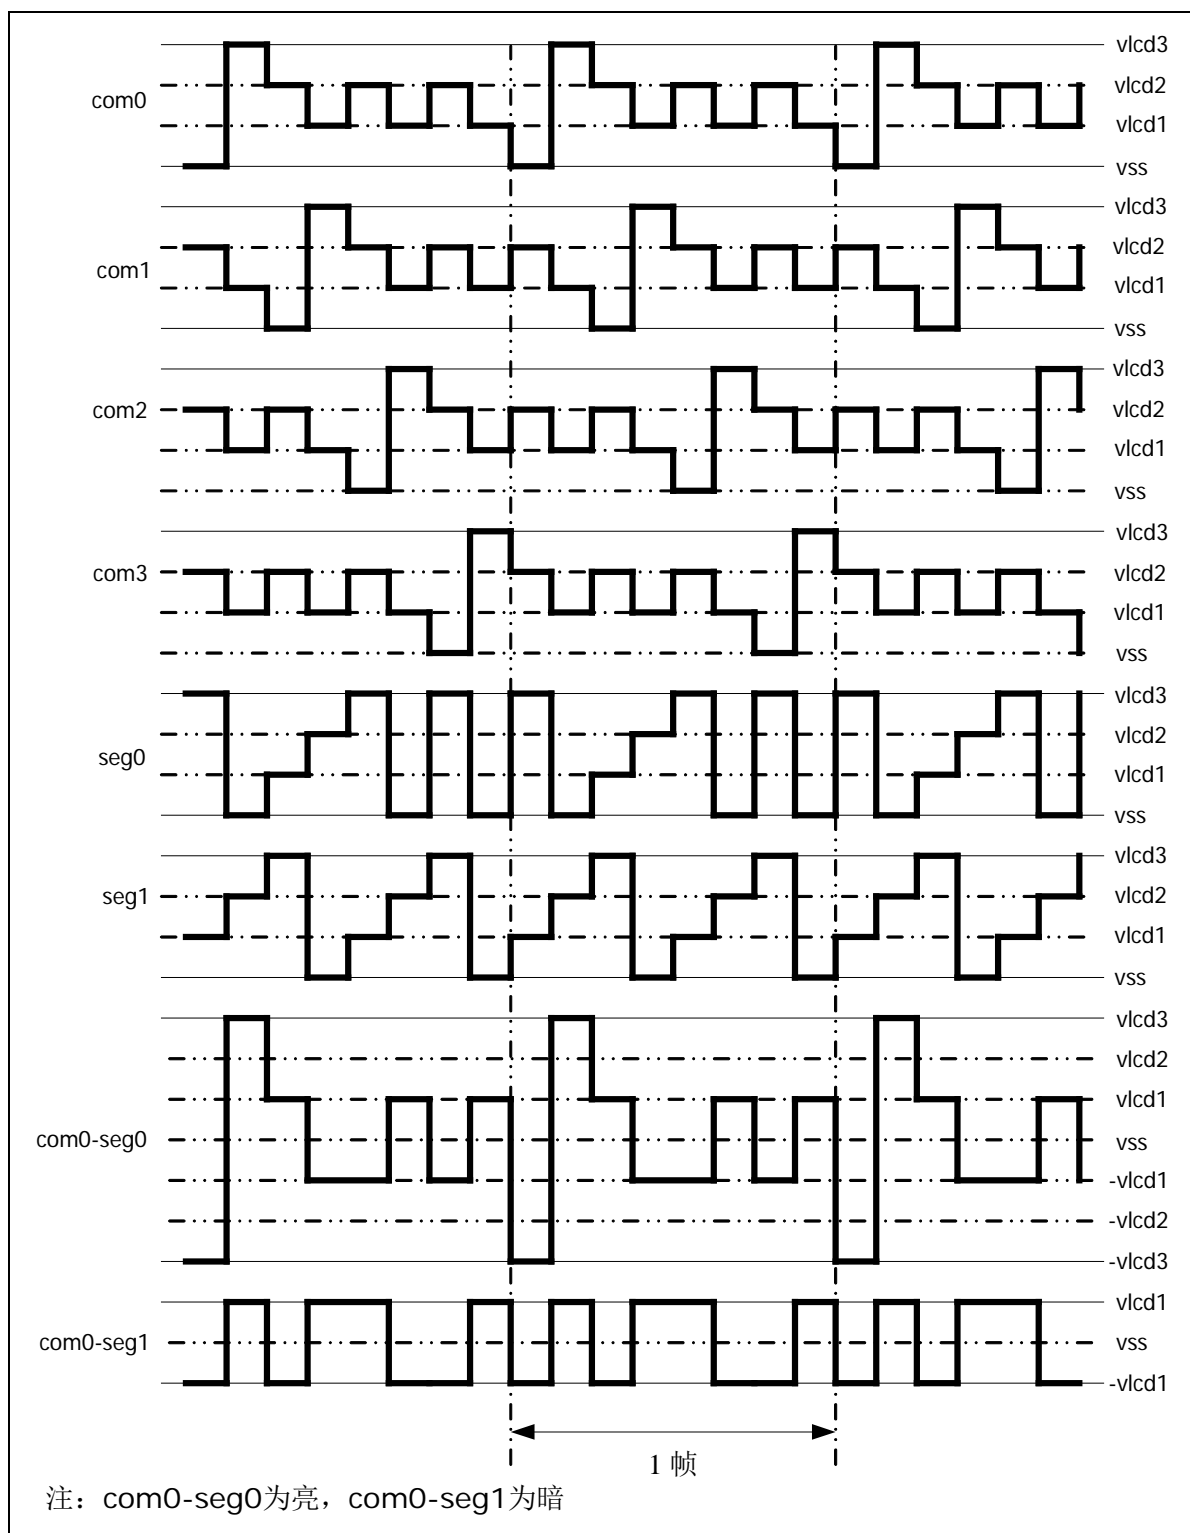 vlcd3
com0
vlcd2
vlcd1
vss
vlcd3
com1
vlcd2
vlcd1
vss
vlcd3
com2
vlcd2
vlcd1
vss
vlcd3
com3
vlcd2
vlcd1
vss
vlcd3
vlcd2
seg0
vlcd1
vss
vlcd3
seg1
vlcd2
vlcd1
vss
vlcd3
vlcd2
vlcd1
com0-seg0
vss
-vlcd1
-vlcd2
-vlcd3
vlcd1
com0-seg1
vss
-vlcd1
1 帧
注：com0-seg0为亮，com0-seg1为暗